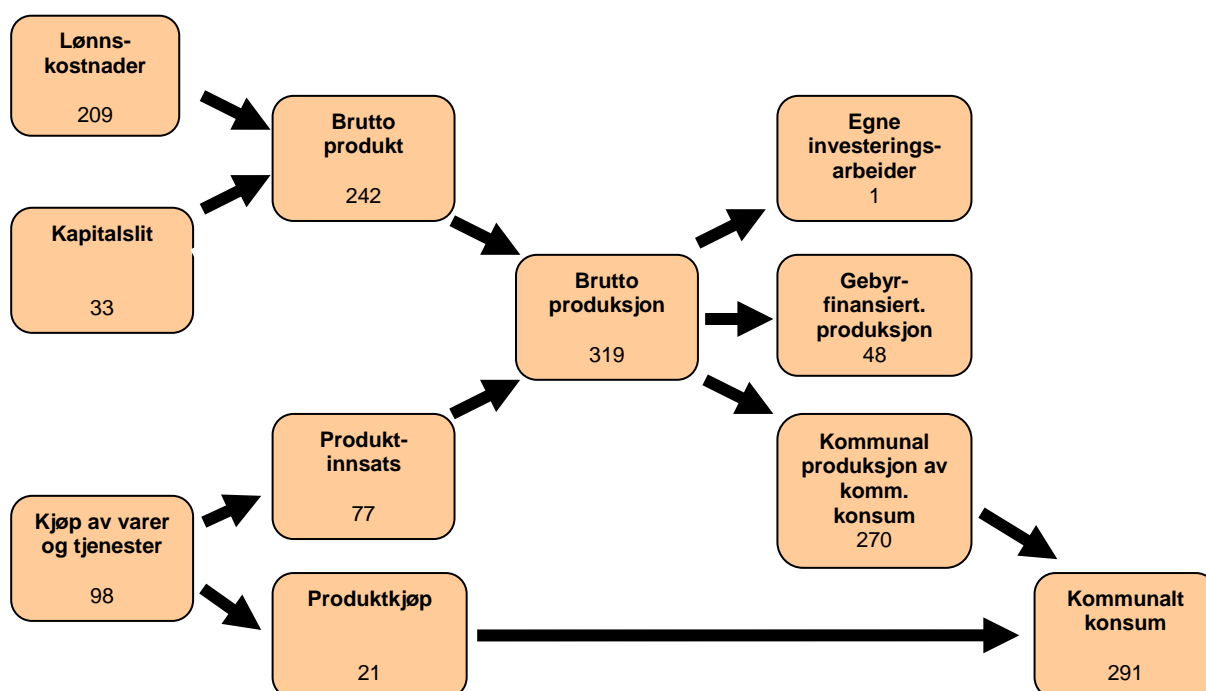 Lønns-
kostnader
209
Brutto
produkt
242
Egne
investerings-
arbeider
1
Kapitalslit
33
Brutto
produksjon
319
Gebyr-
finansiert.
produksjon
48
Produkt-
innsats
77
Kommunal
produksjon av
komm.
konsum
270
Kjøp av varer
og tjenester
98
Produktkjøp
21
Kommunalt
konsum
291